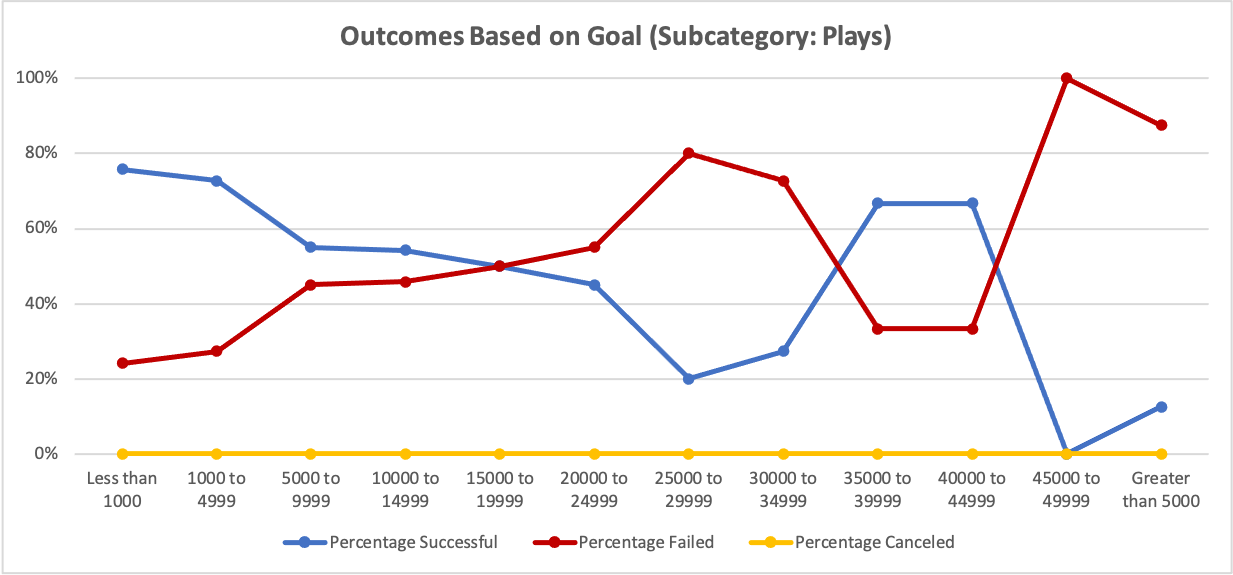 Outcomes Based on Goal (Subcategory: Plays)
100%
80%
60%
40%
20%
0%
Less than 1000
1000 to 4999
5000 to 9999
10000 to 14999
15000 to 19999
20000 to 24999
25000 to 29999
30000 to 34999
35000 to 39999
40000 to 44999
45000 to 49999
Greater than 5000
Percentage Successful
Percentage Failed
Percentage Canceled